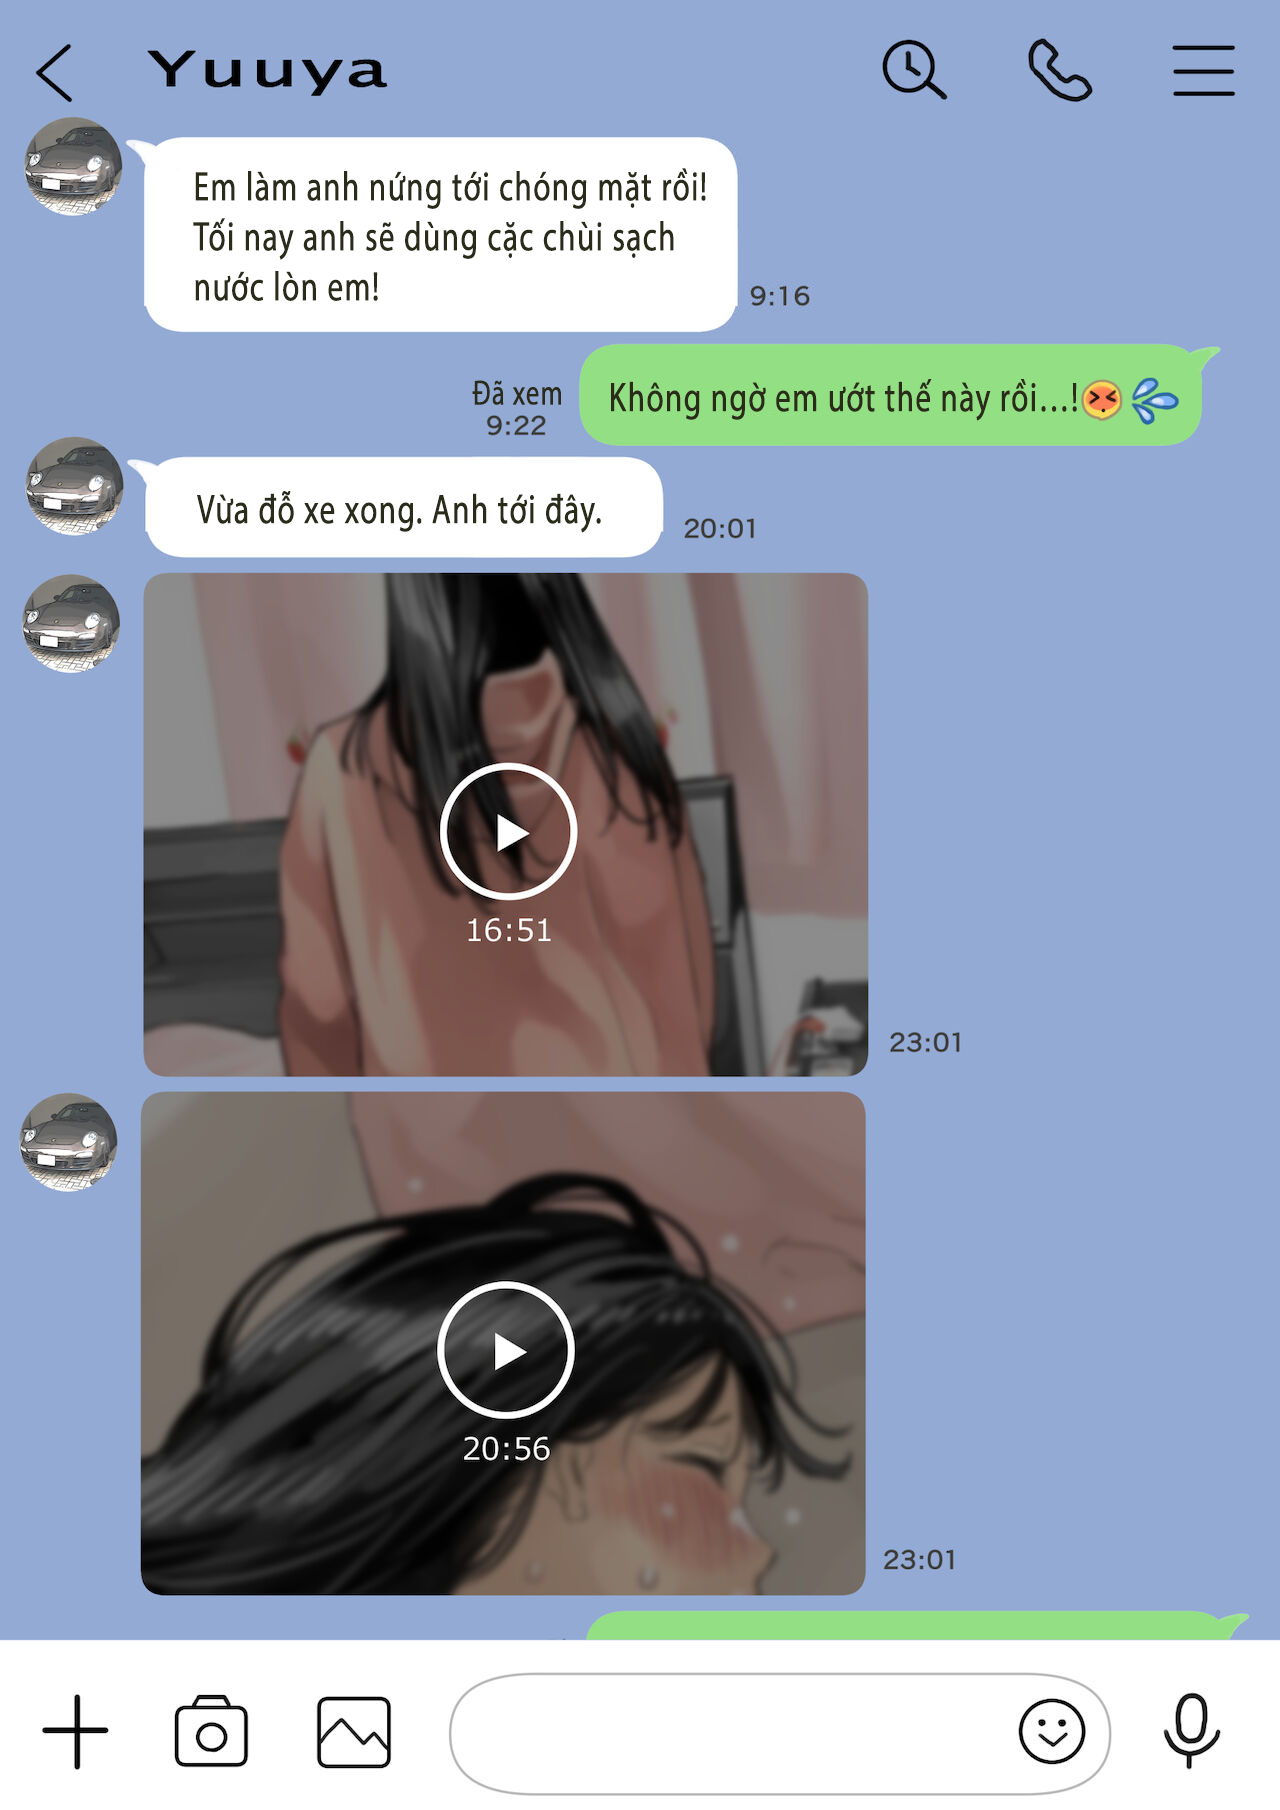 Yuuya
Em làm anh nứng tới chóng mặt rồi!
Tối nay anh sẽ dùng cặc chùi sạch
nước lòn em!
9:16
Đã xem
9:22
Không ngờ em ướt thế này rồi...!
Vừa đỗ xe xong. Anh tới đây.
20:01
16:51
23:01
20:56
23:01